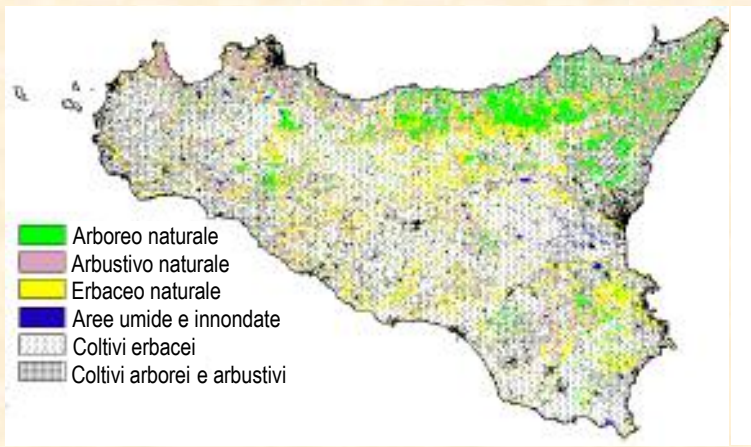 Arboreo naturale
Arbustivo naturale
Erbaceo naturale
Aree umide e innondate
Coltivi erbacei
Coltivi arborei e arbustivi